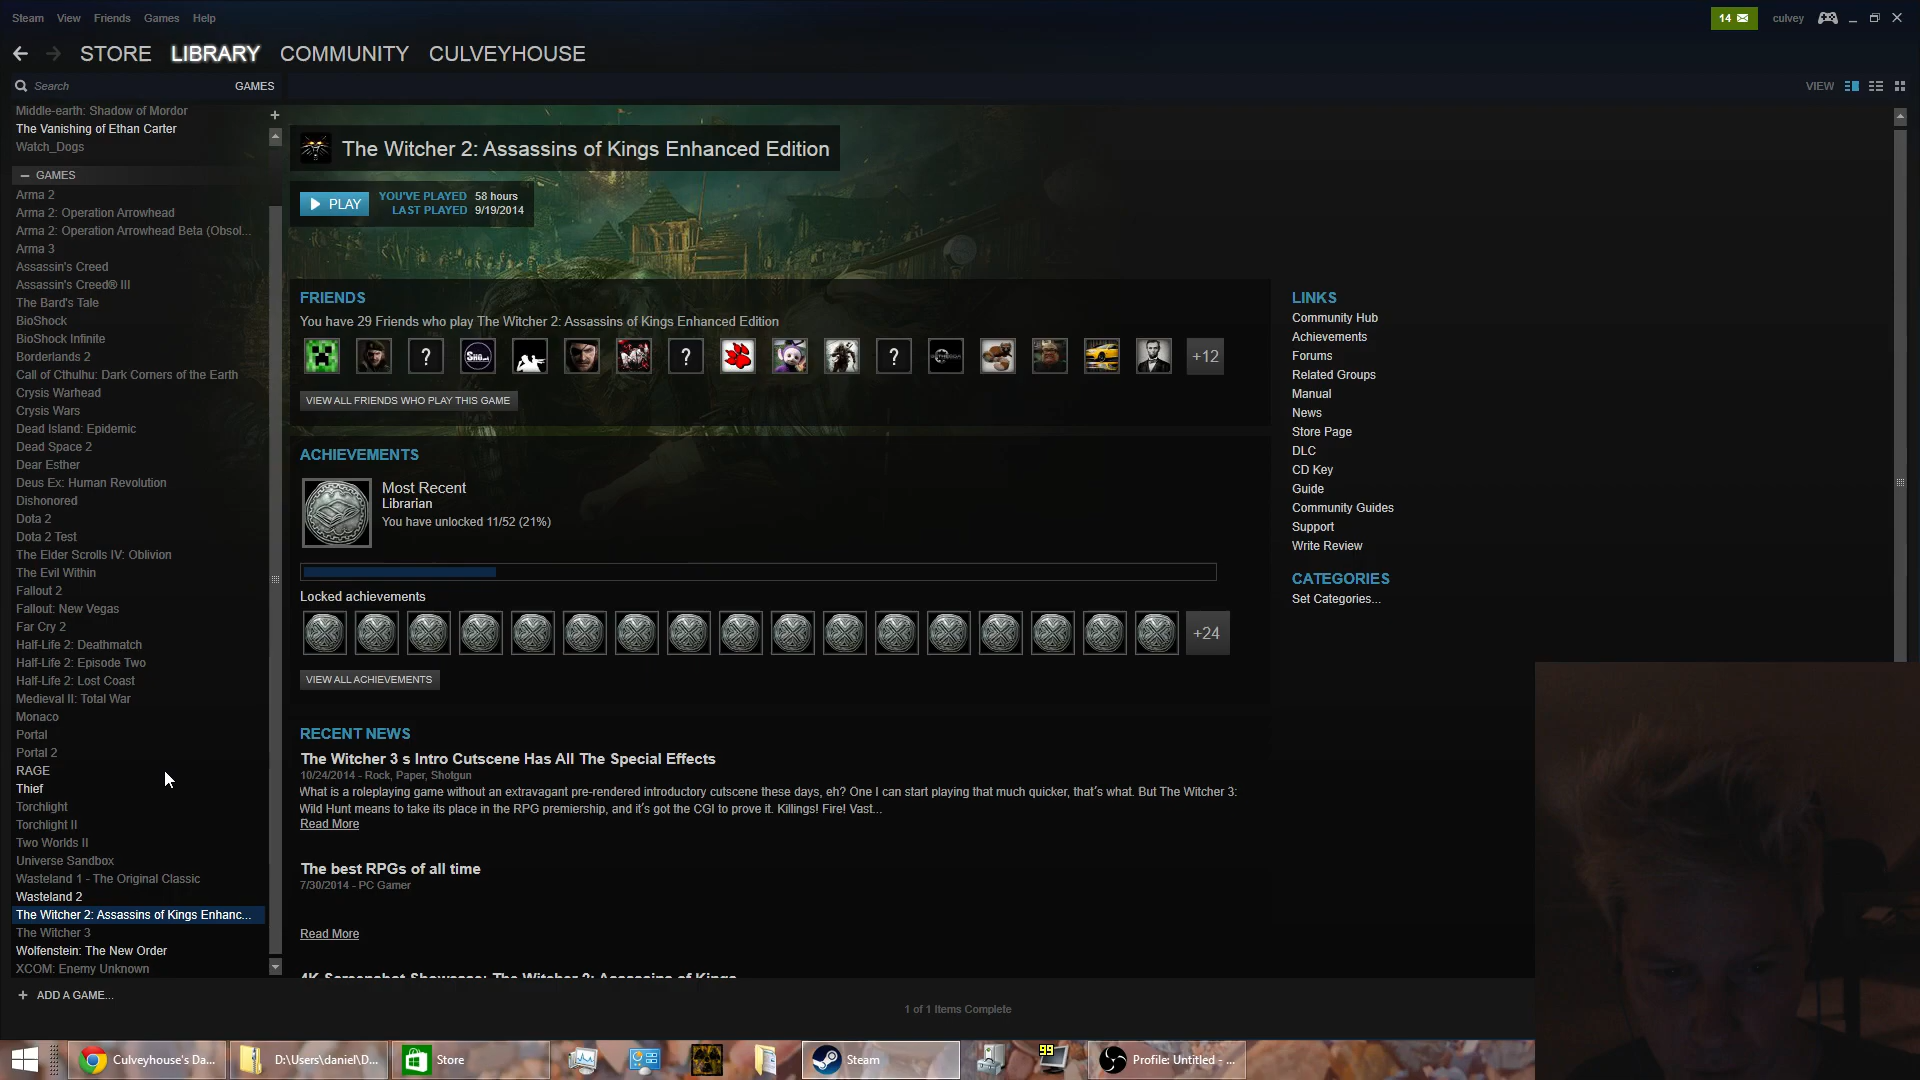 Steam View Friends Games Help
14
culvey
STORE LIBRARY COMMUNITY CULVEYHOUSE
Search
GAMES
VIEW
Middle-earth: Shadow of Mordor
The Vanishing of Ethan Carter
Watch_Dogs
GAMES
Arma 2
Arma 2: Operation Arrowhead
Arma 2: Operation Arrowhead Beta (Obsol...
Arma 3
Assassin's Creed
Assassin's Creed® III
The Bard's Tale
BioShock
BioShock Infinite
Borderlands 2
Call of Cthulhu: Dark Corners of the Earth
Crysis Warhead
Crysis Wars
Dead Island: Epidemic
Dead Space 2
Dear Esther
Deus Ex: Human Revolution
Dishonored
Dota 2
Dota 2 Test
The Elder Scrolls IV: Oblivion
The Evil Within
Fallout 2
Fallout: New Vegas
Far Cry 2
Half-Life 2: Deathmatch
Half-Life 2: Episode Two
Half-Life 2: Lost Coast
Medieval II: Total War
Monaco
Portal
Portal 2
RAGE
Thief
Torchlight
Torchlight II
Two Worlds II
Universe Sandbox
Wasteland 1 - The Original Classic
Wasteland 2
The Witcher 2: Assassins of Kings Enhanc...
The Witcher 3
Wolfenstein: The New Order
XCOM: Enemy Unknown
+ ADD A GAME...
The Witcher 2: Assassins of Kings Enhanced Edition
PLAY
YOU'VE PLAYED 58 hours
LAST PLAYED 9/19/2014
FRIENDS
You have 29 Friends who play The Witcher 2: Assassins of Kings Enhanced Edition
+12
VIEW ALL FRIENDS WHO PLAY THIS GAME
ACHIEVEMENTS
Most Recent
Librarian
You have unlocked 11/52 (21%)
Locked achievements
+24
VIEW ALL ACHIEVEMENTS
RECENT NEWS
The Witcher 3 s Intro Cutscene Has All The Special Effects
10/24/2014 - Rock, Paper, Shotgun
What is a roleplaying game without an extravagant pre-rendered introductory cutscene these days, eh? One I can start playing that much quicker, that's what. But The Witcher 3:
Wild Hunt means to take its place in the RPG premiership, and it's got the CGI to prove it. Killings! Fire! Vast...
Read More
The best RPGs of all time
7/30/2014 - PC Gamer
Read More
4K Screenshot Showcase: The Witcher 2: Assassins of Kings
LINKS
Community Hub
Achievements
Forums
Related Groups
Manual
News
Store Page
DLC
CD Key
Guide
Community Guides
Support
Write Review
CATEGORIES
Set Categories...
1 of 1 Items Complete
Culveyhouse's Da...
D:\Users\daniel\D...
Store
Steam
99
Profile: Untitled - ...